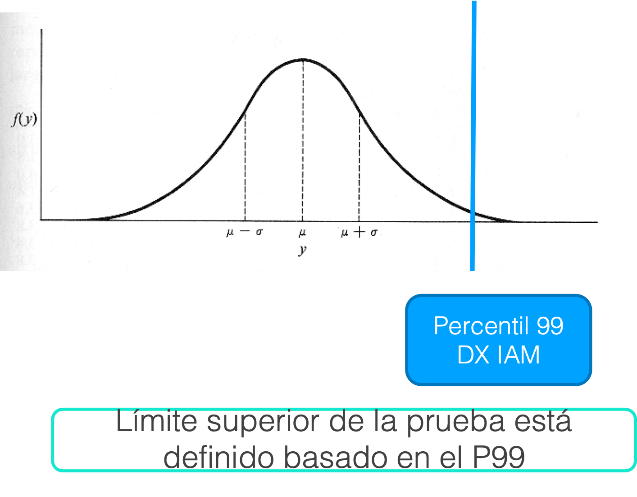 f(y)
μ − σ
μ
μ + σ
y
Percentil 99
DX IAM
Límite superior de la prueba está
definido basado en el P99